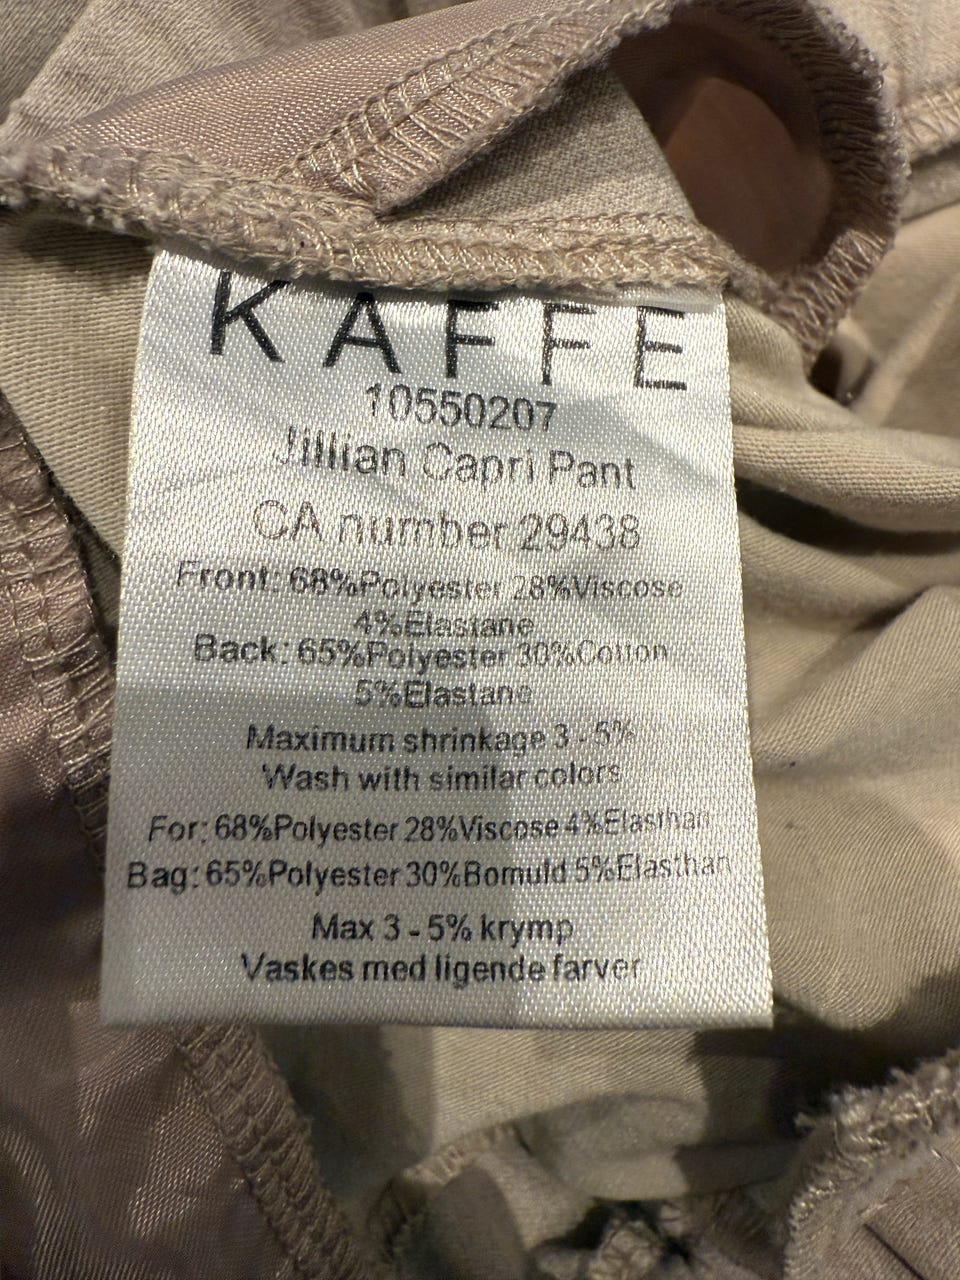 KAFFE
10550207
Jillian Capri Pant
CA number 29438
Front: 68%Polyester 28%Viscose
4%Elastane
Back: 65%Polyester 30%Cotton
5%Elastane
Maximum shrinkage 3 - 5%
Wash with similar colors
For: 68%Polyester 28%Viscose 4%Elasthan
Bag: 65%Polyester 30%Bomuld 5%Elasthan
Max 3 - 5% krymp
Vaskes med ligende farver